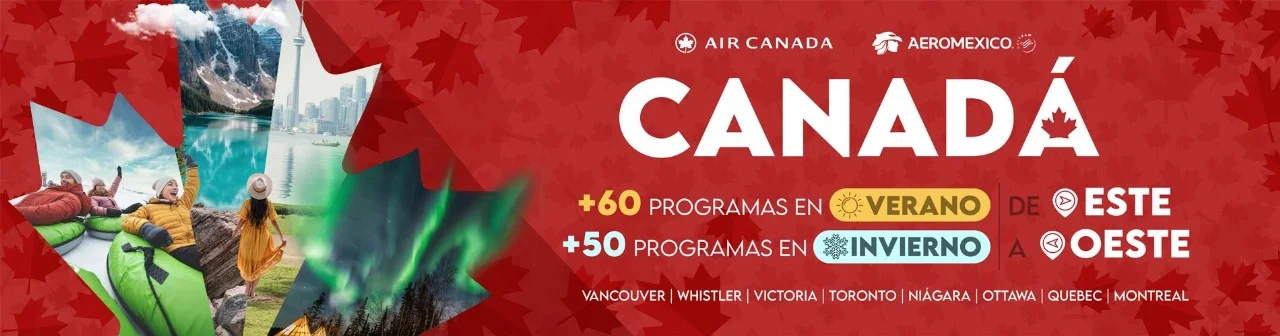 AIR CANADA AEROMEXICO.
CANADÁ
+60 PROGRAMAS EN VERANO DE ESTE
+50 PROGRAMAS EN INVIERNO A OESTE
VANCOUVER | WHISTLER | VICTORIA | TORONTO | NIÁGARA | OTTAWA | QUEBEC | MONTREAL